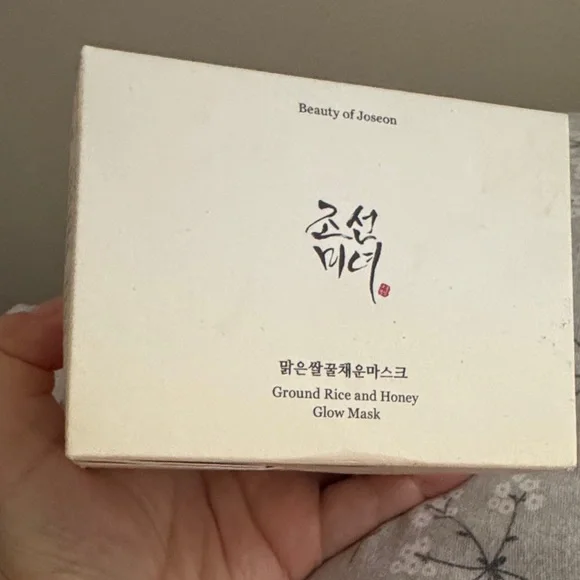 Beauty of Joseon
조선
미녀
맑은쌀꿀채운마스크
Ground Rice and Honey
Glow Mask